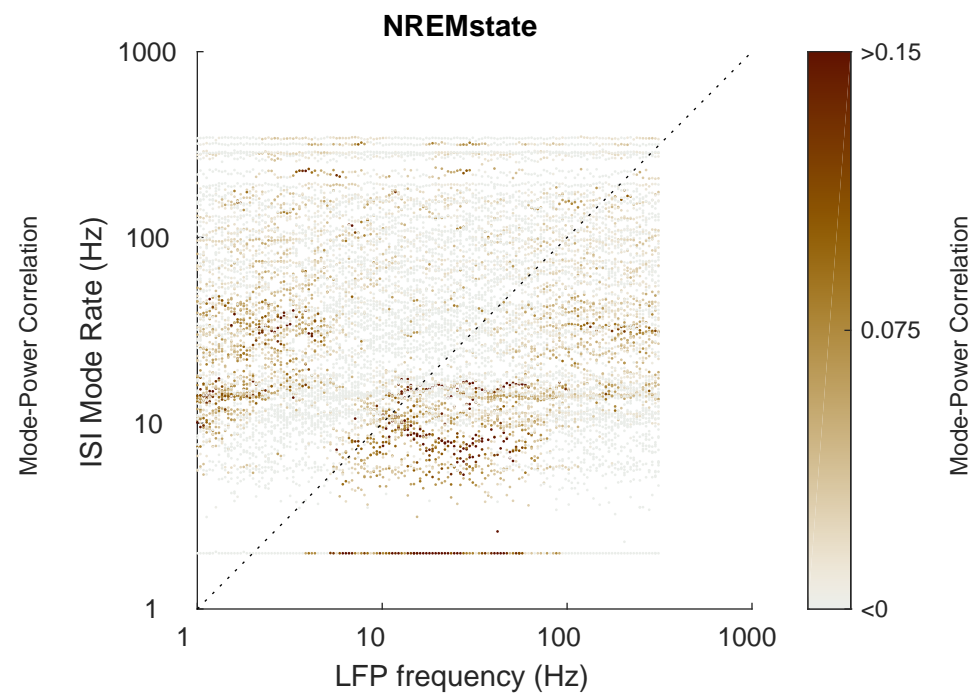 NREMstate
Mode-Power Correlation
ISI Mode Rate (Hz)
1000
100
10
1
1
10
100
1000
LFP frequency (Hz)
>0.15
0.075
<0
Mode-Power Correlation